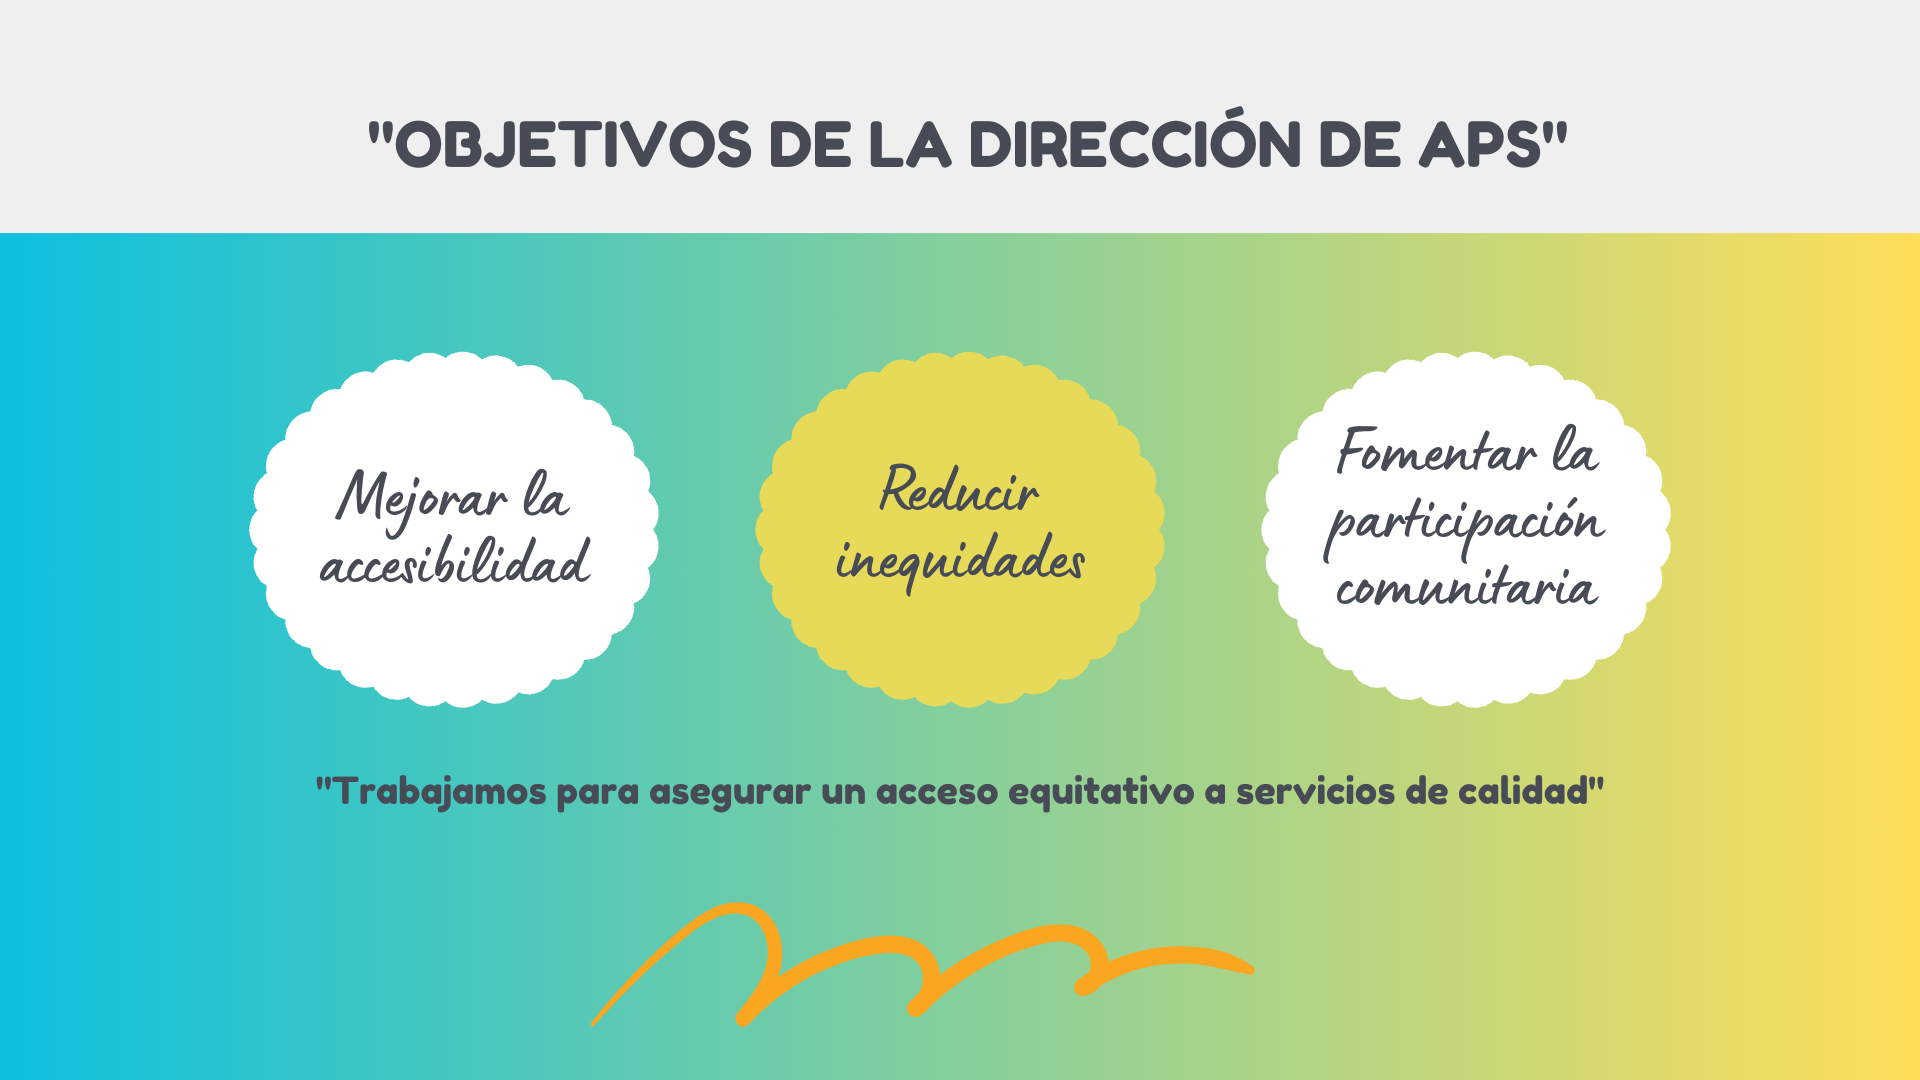 "OBJETIVOS DE LA DIRECCIÓN DE APS"
Mejorar la
accesibilidad
Reducir
inequidades
Fomentar la
participación
comunitaria
"Trabajamos para asegurar un acceso equitativo a servicios de calidad"